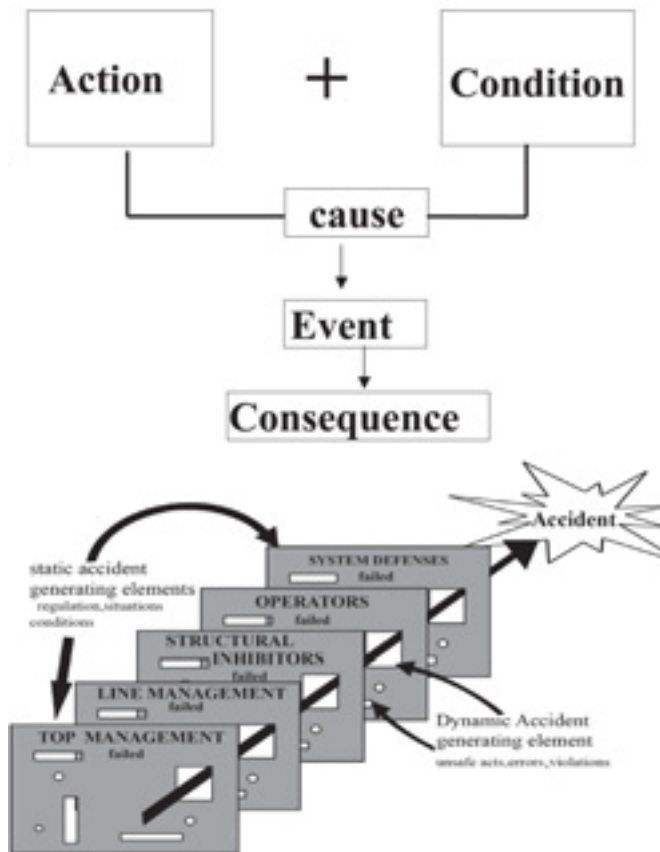 Action
+
Condition
cause
Event
Consequence
Accident
static accident
generating elements
regulation,situations
conditions
SYSTEM DEFENSES
failed
OPERATORS
failed
STRUCTURAL
INHIBITORS
failed
LINE MANAGEMENT
failed
TOP MANAGEMENT
failed
Dynamic Accident
generating element
unsafe acts,errors,violations